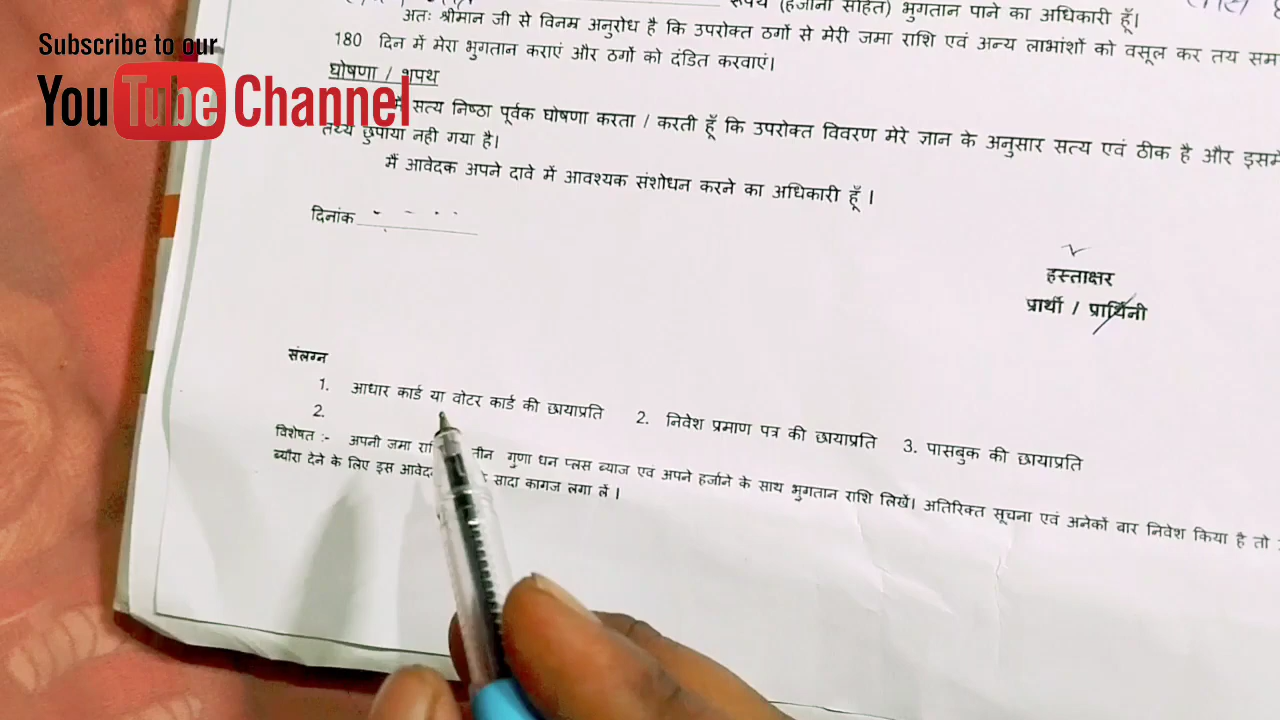 Subscribe to our
YouTube Channel
(हर्जाना सहित) भुगतान पाने का अधिकारी हूँ।
अतः श्रीमान जी से विनम्र अनुरोध है कि उपरोक्त ठगों से मेरी जमा राशि एवं अन्य लाभांशों को वसूल कर तय
180 दिन में मेरा भुगतान कराएं और ठगों को दंडित करवाएं।
घोषणा / शपथ
मैं सत्य निष्ठा पूर्वक घोषणा करता / करती हूँ कि उपरोक्त विवरण मेरे ज्ञान के अनुसार सत्य एवं ठीक है और इसमें
तथ्य छुपाया नही गया है।
मैं आवेदक अपने दावे में आवश्यक संशोधन करने का अधिकारी हूँ ।
दिनांक
हस्ताक्षर
प्रार्थी / प्रार्थिनी
संलग्न
1. आधार कार्ड या वोटर कार्ड की छायाप्रति 2. निवेश प्रमाण पत्र की छायाप्रति 3. पासबुक की छायाप्रति
2.
विशेषत :- अपनी जमा तीन गुणा धन प्लस ब्याज एवं अपने हर्जाने के साथ भुगतान राशि लिखें। अतिरिक्त सूचना एवं अनेकों बार निवेश किया है तो
ब्यौरा देने के लिए इस सादा कागज लगा लें ।